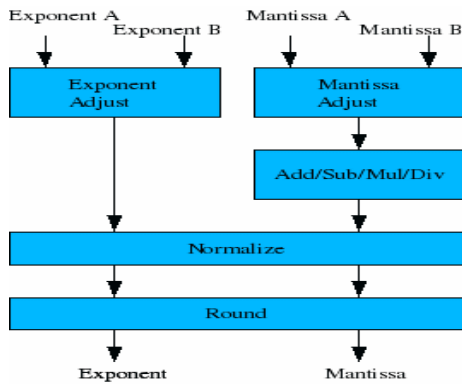 Exponent A
Exponent B
Mantissa A
Mantissa B
Exponent
Adjust
Mantissa
Adjust
Add/Sub/Mul/Div
Normalize
Round
Exponent
Mantissa